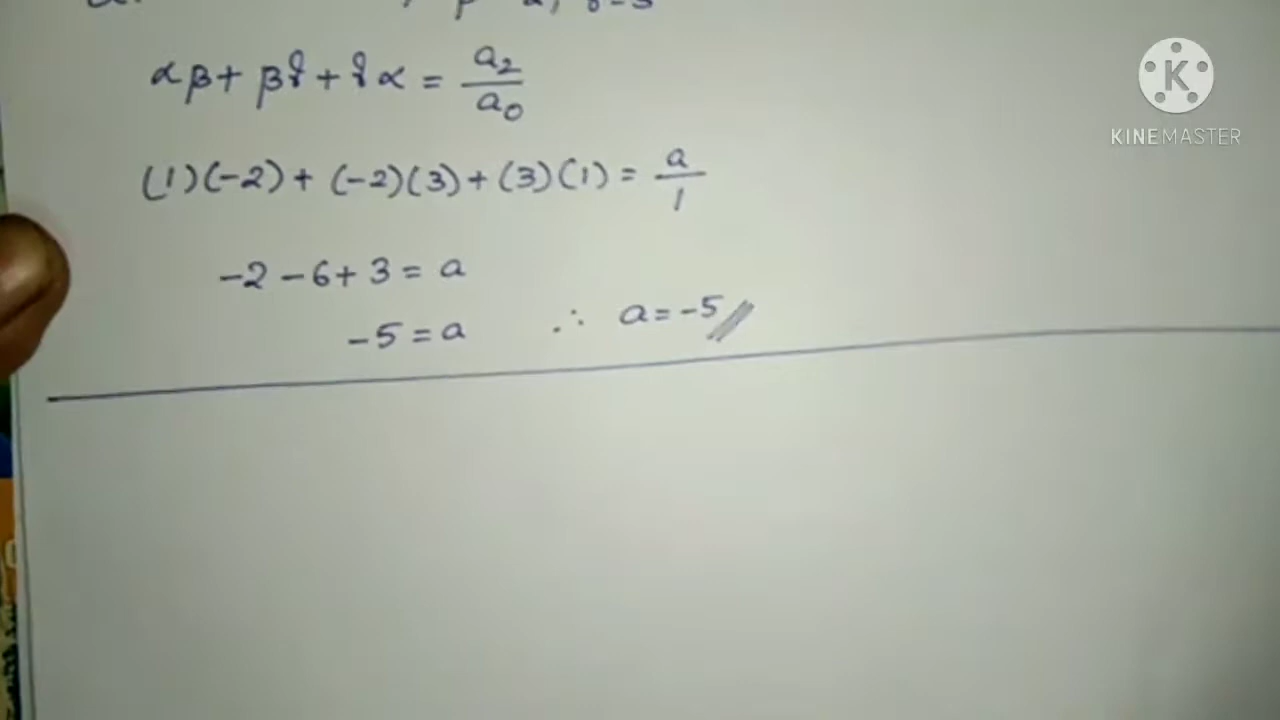 αβ + βγ + γα = a₂/a₀
(1)(-2) + (-2)(3) + (3)(1) = a/1
-2 - 6 + 3 = a
-5 = a ∴ a = -5//
KINEMASTER